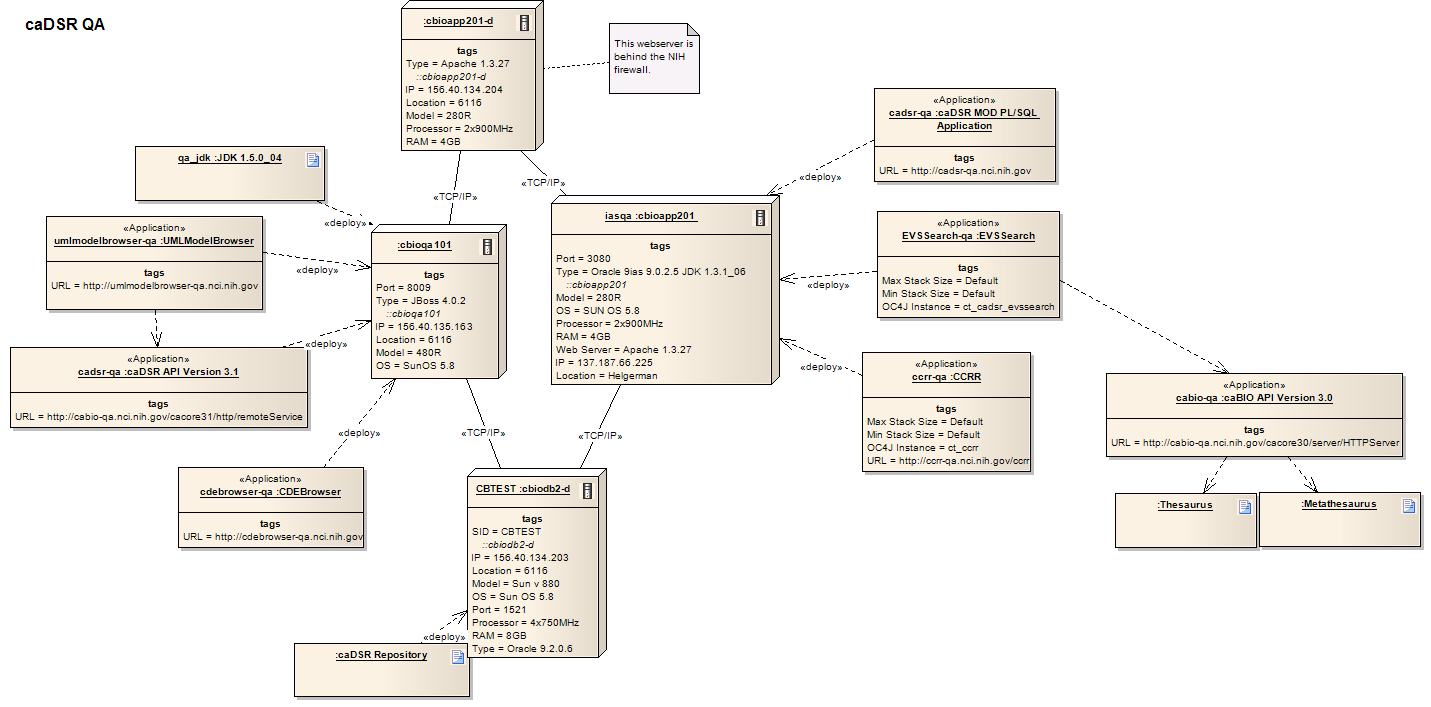 caDSR QA
:cbioapp201-d
tags
Type = Apache 1.3.27
::cbioapp201-d
IP = 156.40.134.204
Location = 6116
Model = 280R
Processor = 2x900MHz
RAM = 4GB
This webserver is
behind the NIH
firewall.
«Application»
cadsr-qa :caDSR MOD PL/SQL
Application
tags
URL = http://cadsr-qa.nci.nih.gov
qa_jdk :JDK 1.5.0_04
«TCP/IP»
«TCP/IP»
«deploy»
«deploy»
«Application»
umlmodelbrowser-qa :UMLModelBrowser
tags
URL = http://umlmodelbrowser-qa.nci.nih.gov
«deploy»
:cbioqa101
tags
Port = 8009
Type = JBoss 4.0.2
::cbioqa101
IP = 156.40.135.163
Location = 6116
Model = 480R
OS = SunOS 5.8
iasqa :cbioapp201
tags
Port = 3080
Type = Oracle 9ias 9.0.2.5 JDK 1.3.1_06
::cbioapp201
Model = 280R
OS = SUN OS 5.8
Processor = 2x900MHz
RAM = 4GB
Web Server = Apache 1.3.27
IP = 137.187.66.225
Location = Helgerman
«Application»
EVSSearch-qa :EVSSearch
tags
Max Stack Size = Default
Min Stack Size = Default
OC4J Instance = ct_cadsr_evssearch
«deploy»
«deploy»
«Application»
cadsr-qa :caDSR API Version 3.1
tags
URL = http://cabio-qa.nci.nih.gov/cacore31/http/remoteService
«deploy»
«Application»
ccrr-qa :CCRR
tags
Max Stack Size = Default
Min Stack Size = Default
OC4J Instance = ct_ccrr
URL = http://ccrr-qa.nci.nih.gov/ccrr
«Application»
cabio-qa :caBIO API Version 3.0
tags
URL = http://cabio-qa.nci.nih.gov/cacore30/server/HTTPServer
«deploy»
«TCP/IP»
«TCP/IP»
«Application»
cdebrowser-qa :CDEBrowser
tags
URL = http://cdebrowser-qa.nci.nih.gov
CBTEST :cbiodb2-d
tags
SID = CBTEST
::cbiodb2-d
IP = 156.40.134.203
Location = 6116
Model = Sun v 880
OS = Sun OS 5.8
Port = 1521
Processor = 4x750MHz
RAM = 8GB
Type = Oracle 9.2.0.6
:Thesaurus
:Metathesaurus
«deploy»
:caDSR Repository